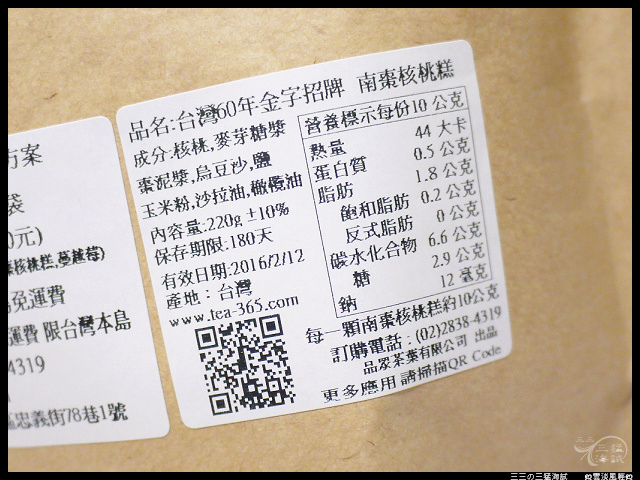 方案
袋
0元)
核桃糕,蔓越莓)
免運費
運費 限台灣本島
4319
忠義街78巷1號
品名:台灣60年金字招牌 南棗核桃糕
成分:核桃,麥芽糖漿
棗泥漿,烏豆沙,鹽
玉米粉,沙拉油,橄欖油
內容量:220g ±10%
保存期限:180天
有效日期:2016/2/12
產地：台灣
www.tea-365.com
營養標示每份10 公克
熱量 44 大卡
蛋白質 0.5 公克
脂肪 1.8 公克
飽和脂肪 0.2 公克
反式脂肪 0 公克
碳水化合物 6.6 公克
糖 2.9 公克
鈉 12 毫克
每一顆南棗核桃糕約10公克
訂購電話：(02)2838-4319
品眾茶業有限公司 出品
更多應用 請掃描QR Code
三三の三猛海試
雲淡風輕